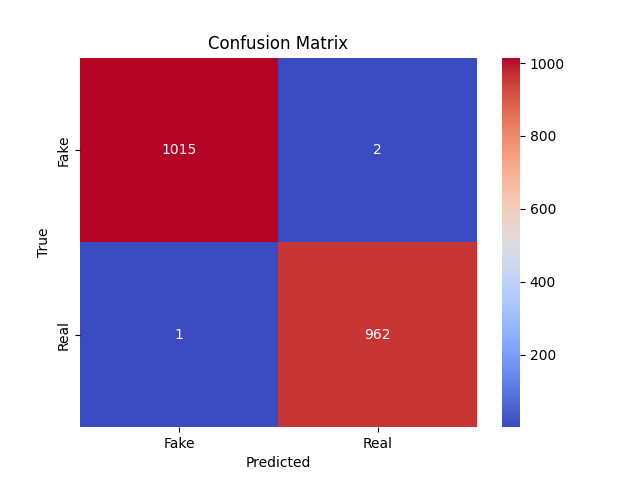 Confusion Matrix
Fake
1015
2
True
Real
1
962
Fake
Real
Predicted
1000
800
600
400
200